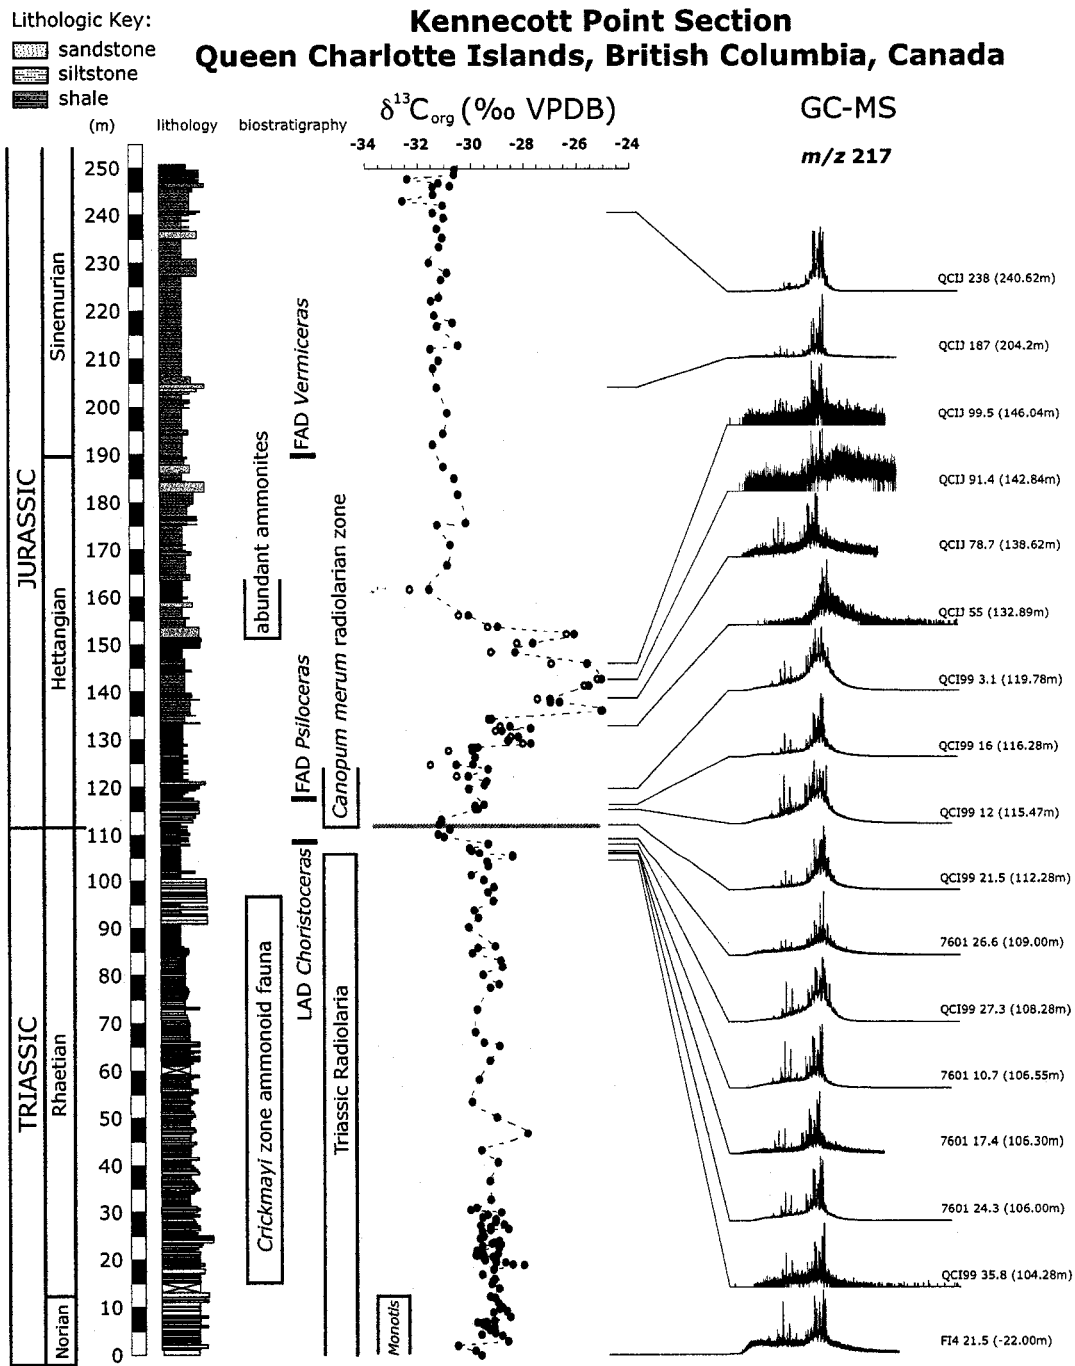 Kennecott Point Section
Queen Charlotte Islands, British Columbia, Canada
Lithologic Key:
sandstone
siltstone
shale
(m)
lithology
biostratigraphy
δ13Corg (‰ VPDB)
-34 -32 -30 -28 -26 -24
GC-MS
m/z 217
250
240
230
220
210
200
190
180
170
160
150
140
130
120
110
100
90
80
70
60
50
40
30
20
10
0
JURASSIC
TRIASSIC
Sinemurian
Hettangian
Rhaetian
Norian
abundant ammonites
Crickmayi zone ammonoid fauna
FAD Vermiceras
FAD Psiloceras
LAD Choristoceras
Canopum merum radiolarian zone
Triassic Radiolaria
Monotis
QCIJ 238 (240.62m)
QCIJ 187 (204.2m)
QCIJ 99.5 (146.04m)
QCIJ 91.4 (142.84m)
QCIJ 78.7 (138.62m)
QCIJ 55 (132.89m)
QCI99 3.1 (119.78m)
QCI99 16 (116.28m)
QCI99 12 (115.47m)
QCI99 21.5 (112.28m)
7601 26.6 (109.00m)
QCI99 27.3 (108.28m)
7601 10.7 (106.55m)
7601 17.4 (106.30m)
7601 24.3 (106.00m)
QCI99 35.8 (104.28m)
FI4 21.5 (-22.00m)